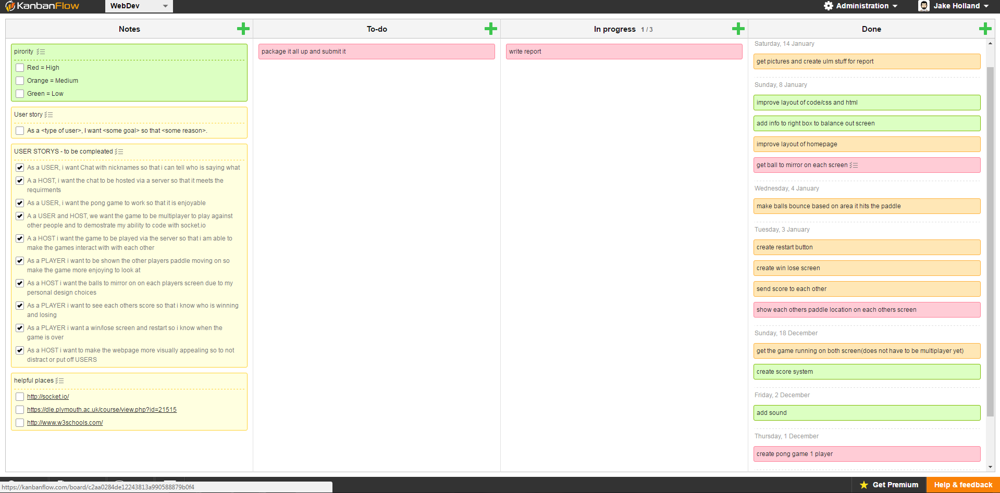 KanbanFlow
WebDev
Administration
Jake Holland
Notes
To-do
In progress 1 / 3
Done
pirority
Red = High
Orange = Medium
Green = Low
User story
As a <type of user>, I want <some goal> so that <some reason>.
USER STORYS - to be compleated
As a USER, i want Chat with nicknames so that i can tell who is saying what
A a HOST, i want the chat to be hosted via a server so that it meets the
requirments
As a USER, i want the pong game to work so that it is enjoyable
A a USER and HOST, we want the game to be multiplayer to play against
other people and to demostrate my ability to code with socket.io
A a HOST i want the game to be played via the server so that i am able to
make the games interact with with each other
As a PLAYER i want to be shown the other players paddle moving on so
make the game more enjoying to look at
As a HOST i want the balls to mirror on on each players screen due to my
personal design choices
As a PLAYER i want to see each others score so that i know who is winning
and losing
As a PLAYER i want a win/lose screen and restart so i know when the
game is over
As a HOST i want to make the webpage more visually appealing so to not
distract or put off USERS
helpful places
http://socket.io/
https://dle.plymouth.ac.uk/course/view.php?id=21515
http://www.w3schools.com/
package it all up and submit it
write report
Saturday, 14 January
get pictures and create ulm stuff for report
Sunday, 8 January
improve layout of code/css and html
add info to right box to balance out screen
improve layout of homepage
get ball to mirror on each screen
Wednesday, 4 January
make balls bounce based on area it hits the paddle
Tuesday, 3 January
create restart button
create win lose screen
send score to each other
show each others paddle location on each others screen
Sunday, 18 December
get the game running on both screen(does not have to be multiplayer yet)
create score system
Friday, 2 December
add sound
Thursday, 1 December
create pong game 1 player
https://kanbanflow.com/board/c2aa0284de12243813a990588879b0f4
Get Premium
Help & feedback